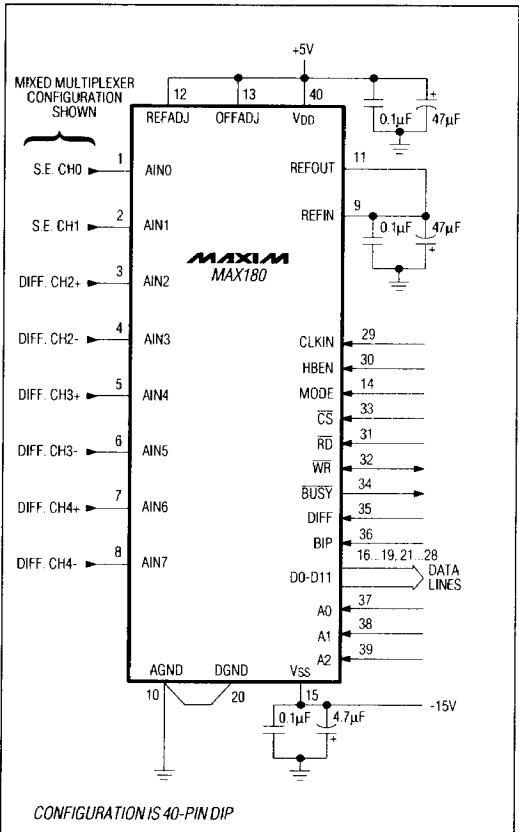 +5V
MIXED MULTIPLEXER
CONFIGURATION
SHOWN
12 13 40
REFADJ OFFADJ VDD
0.1µF 47µF
S.E. CH0 1 AIN0
REFOUT 11
S.E. CH1 2 AIN1
REFIN 9
0.1µF 47µF
MAXIM
MAX180
DIFF. CH2+ 3 AIN2
DIFF. CH2- 4 AIN3
CLKIN 29
HBEN 30
DIFF. CH3+ 5 AIN4
MODE 14
CS 33
DIFF. CH3- 6 AIN5
RD 31
WR 32
DIFF. CH4+ 7 AIN6
BUSY 34
DIFF 35
DIFF. CH4- 8 AIN7
BIP 36
16...19, 21...28
D0-D11 DATA
LINES
A0 37
A1 38
A2 39
AGND DGND VSS
10 20 15
-15V
0.1µF 4.7µF
+ + +
CONFIGURATION IS 40-PIN DIP